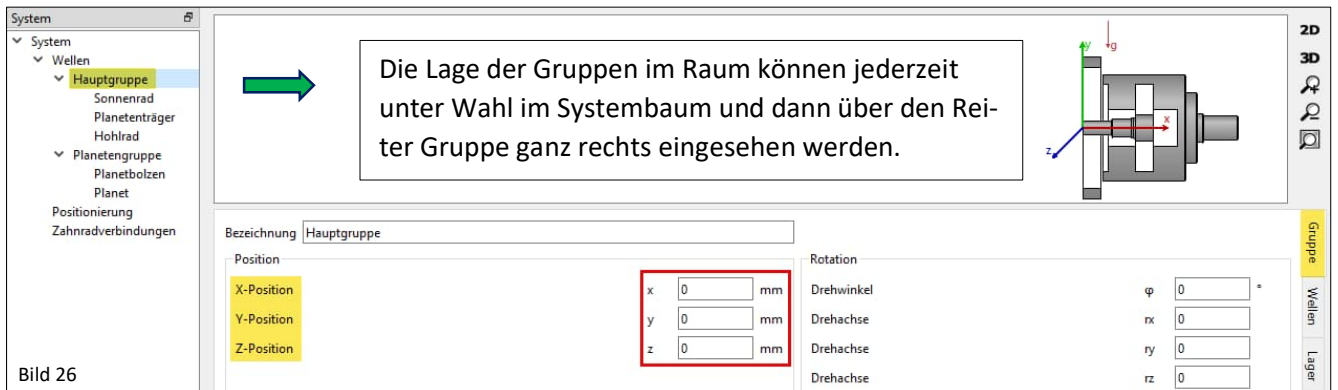 System
System
Wellen
Hauptgruppe
Sonnenrad
Planetenträger
Hohlrad
Planetengruppe
Planetbolzen
Planet
Positionierung
Zahnradverbindungen
Bild 26
Die Lage der Gruppen im Raum können jederzeit
unter Wahl im Systembaum und dann über den Rei-
ter Gruppe ganz rechts eingesehen werden.
y
g
x
z
2D
3D
Bezeichnung Hauptgruppe
Position
X-Position x 0 mm
Y-Position y 0 mm
Z-Position z 0 mm
Rotation
Drehwinkel φ 0 °
Drehachse rx 0
Drehachse ry 0
Drehachse rz 0
Gruppe
Wellen
Lager